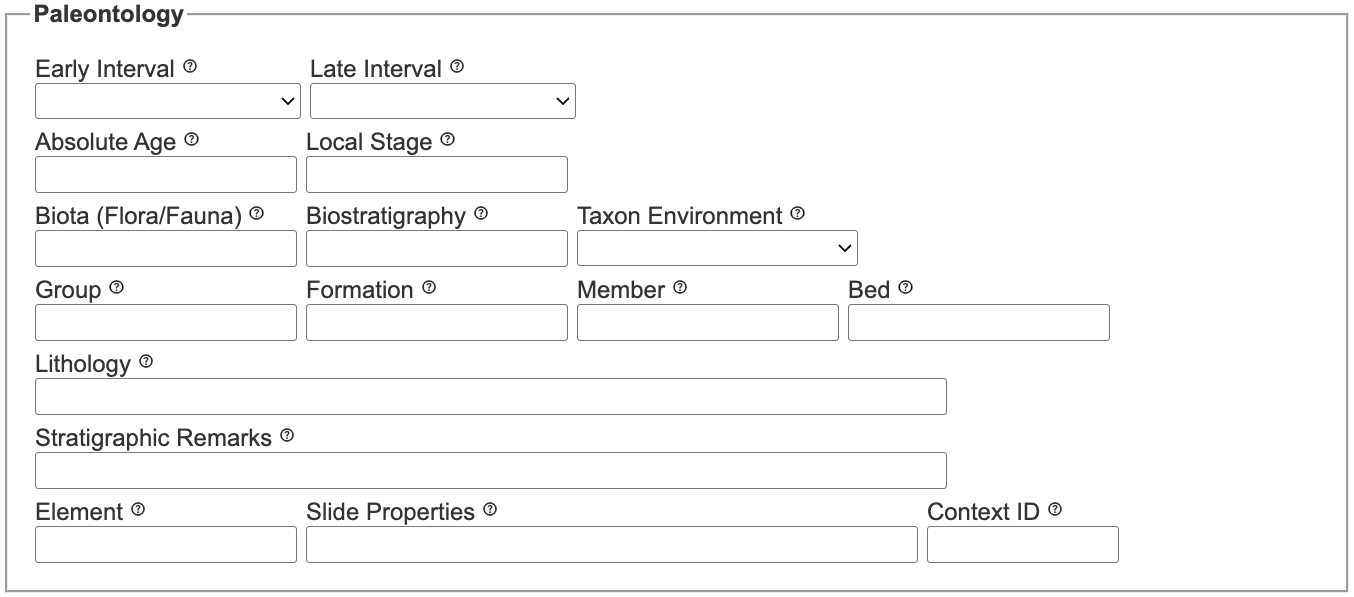 Paleontology
Early Interval ? Late Interval ?
Absolute Age ? Local Stage ?
Biota (Flora/Fauna) ? Biostratigraphy ? Taxon Environment ?
Group ? Formation ? Member ? Bed ?
Lithology ?
Stratigraphic Remarks ?
Element ? Slide Properties ? Context ID ?